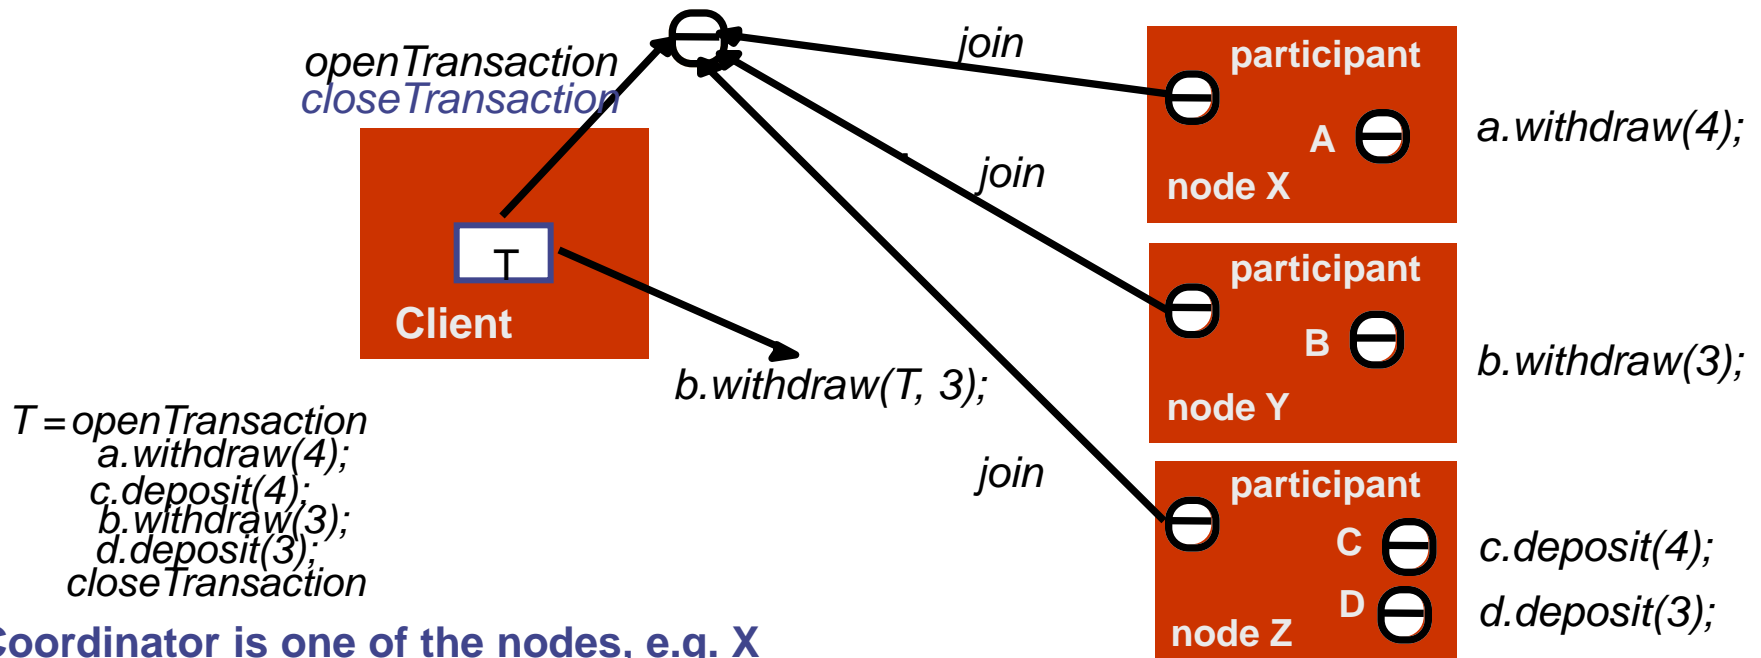 openTransaction
closeTransaction
join
participant
A
a.withdraw(4);
node X
join
T
Client
participant
B
b.withdraw(3);
node Y
b.withdraw(T, 3);
T = openTransaction
a.withdraw(4);
c.deposit(4);
b.withdraw(3);
d.deposit(3);
closeTransaction
join
participant
C
c.deposit(4);
D
d.deposit(3);
node Z
Coordinator is one of the nodes, e.g. X